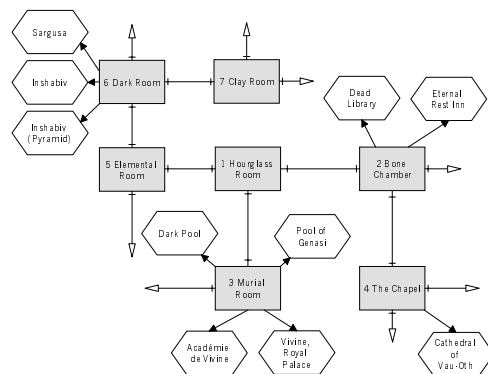 Sargusa
Inshabiv
Inshabiv
(Pyramid)
6 Dark Room
7 Clay Room
Dead
Library
Eternal
Rest Inn
5 Elemental
Room
1 Hourglass
Room
2 Bone
Chamber
Dark Pool
Pool of
Genasi
3 Murial
Room
4 The Chapel
Académie
de Vivine
Vivine,
Royal
Palace
Cathedral
of
Vau-Oth